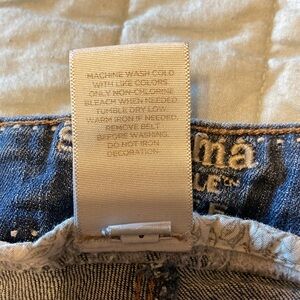 MACHINE WASH COLD
WITH LIKE COLORS
ONLY NON-CHLORINE
BLEACH WHEN NEEDED
TUMBLE DRY LOW
WARM IRON IF NEEDED.
REMOVE BELT
BEFORE WASHING.
DO NOT IRON
DECORATION.